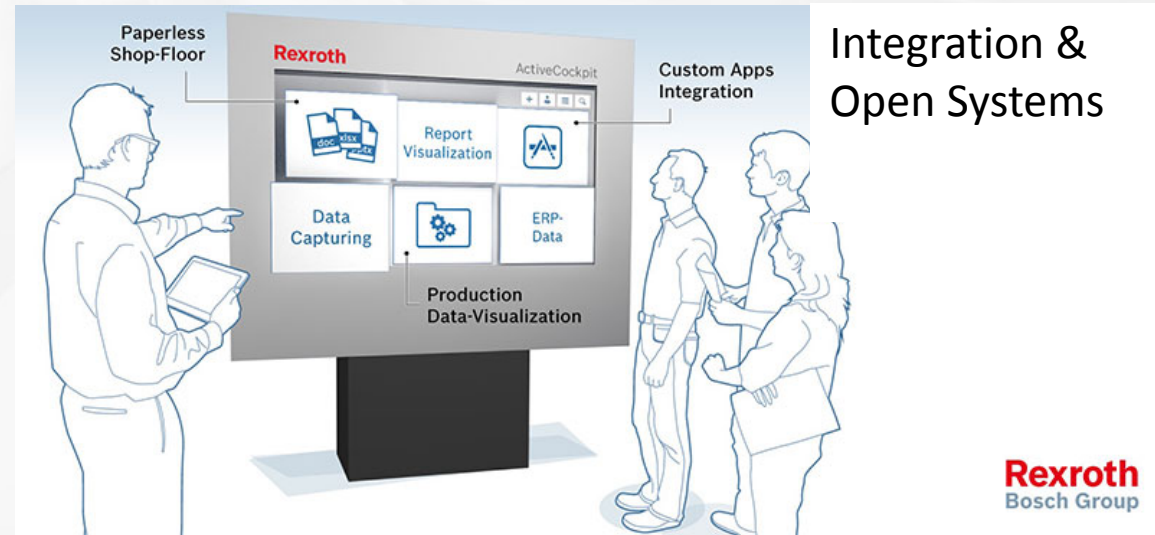 Integration &
Open Systems
Paperless
Shop-Floor
Rexroth
ActiveCockpit
Custom Apps
Integration
doc
xlsx
Report
Visualization
Data
Capturing
ERP-
Data
Production
Data-Visualization
Rexroth
Bosch Group